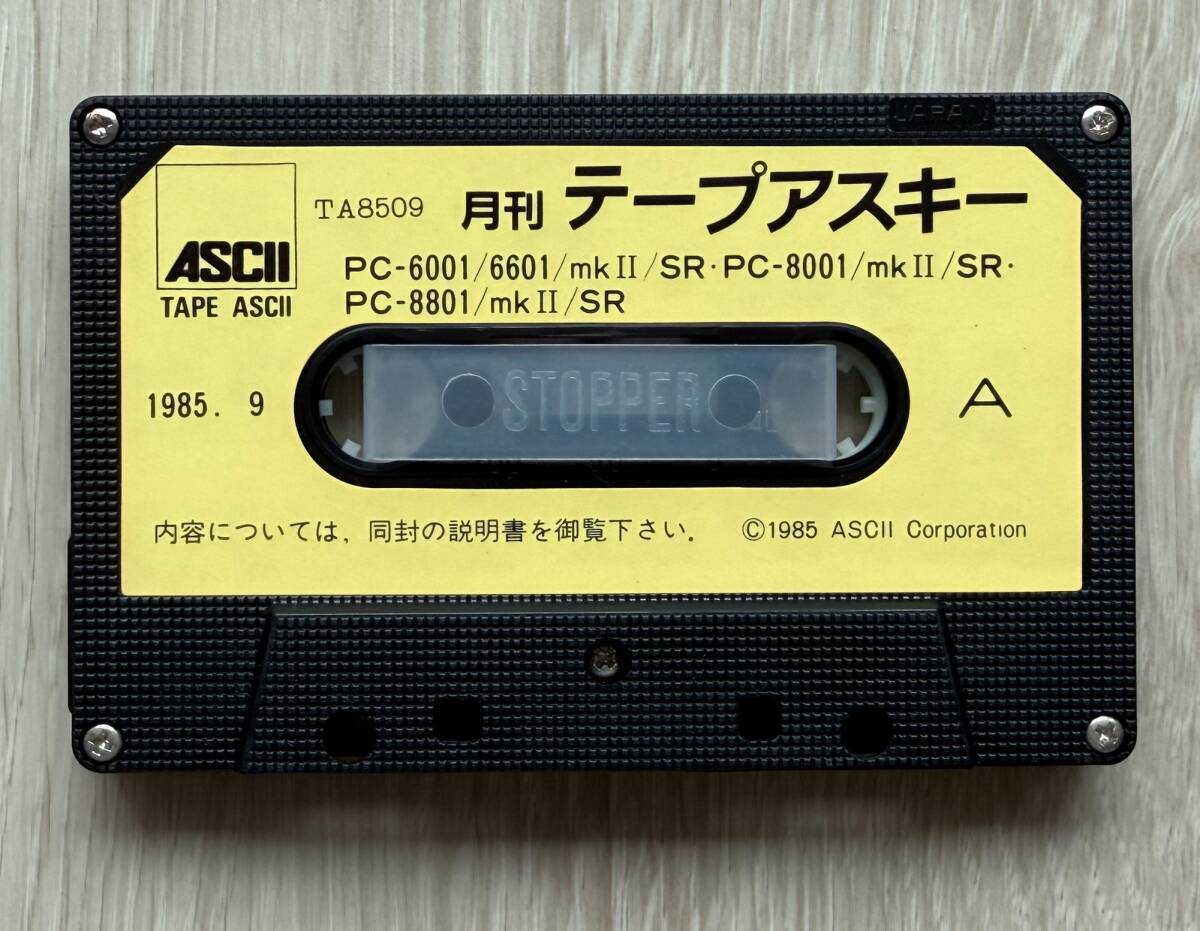 JAPAN
ASCII
TAPE ASCII
TA8509 月刊 テープアスキー
PC-6001/6601/mkⅡ/SR・PC-8001/mkⅡ/SR・
PC-8801/mkⅡ/SR
1985. 9
STOPPER
A
内容については，同封の説明書を御覧下さい．
©1985 ASCII Corporation